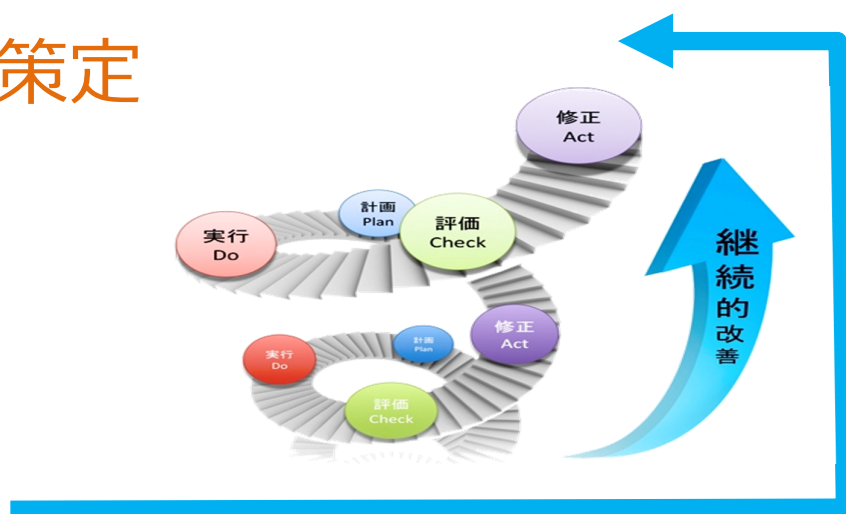 策定
修正
Act
計画
Plan
実行
Do
評価
Check
修正
Act
計画
Plan
実行
Do
評価
Check
継続的改善